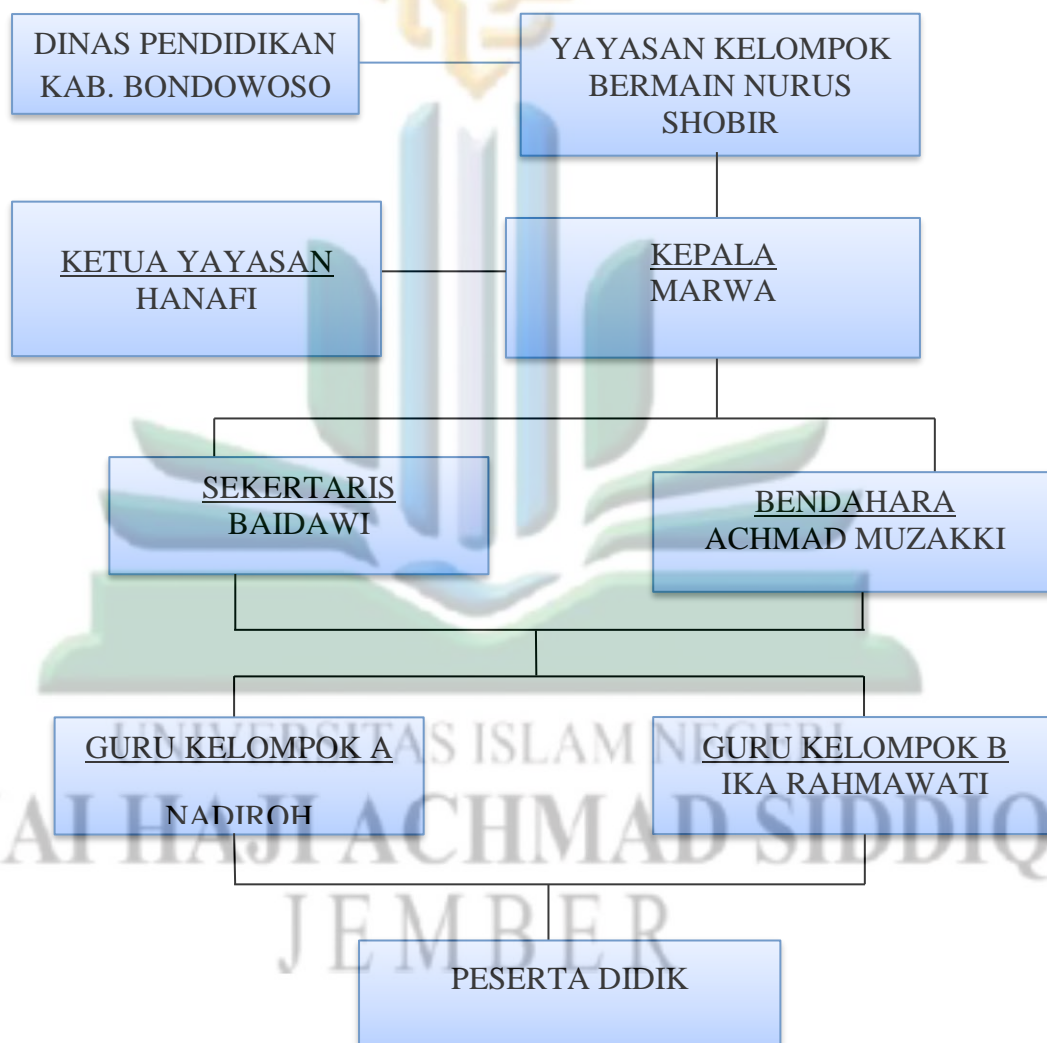 DINAS PENDIDIKAN
KAB. BONDOWOSO
YAYASAN KELOMPOK
BERMAIN NURUS
SHOBIR
KETUA YAYASAN
HANAFI
KEPALA
MARWA
SEKERTARIS
BAIDAWI
BENDAHARA
ACHMAD MUZAKKI
GURU KELOMPOK A
NADIROH
GURU KELOMPOK B
IKA RAHMAWATI
UNIVERSITAS ISLAM NEGERI
AI HAJI ACHMAD SIDDIQ
JEMBER
PESERTA DIDIK